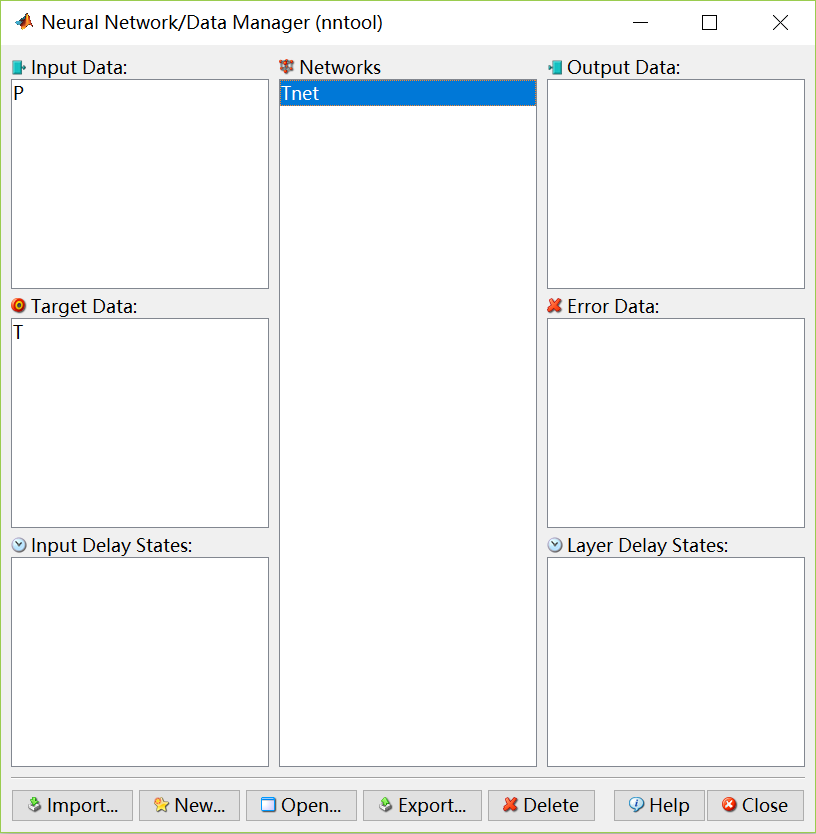 Neural Network/Data Manager (nntool)
Input Data:
P
Networks
Tnet
Output Data:
Target Data:
T
Error Data:
Input Delay States:
Layer Delay States:
Import...
New...
Open...
Export...
Delete
Help
Close